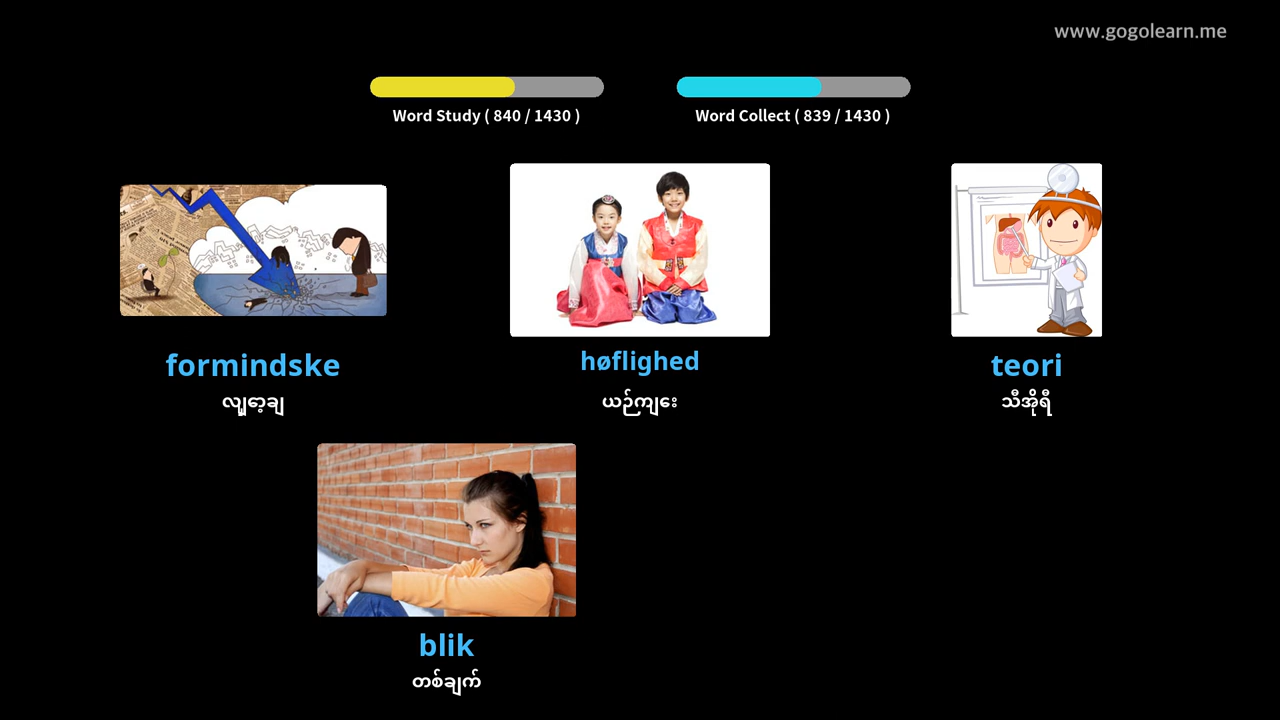 www.gogolearn.me
Word Study ( 840 / 1430 )
Word Collect ( 839 / 1430 )
formindske
လျှော့ချ
høflighed
ယဉ်ကျေး
teori
သီအိုရီ
blik
တစ်ချက်